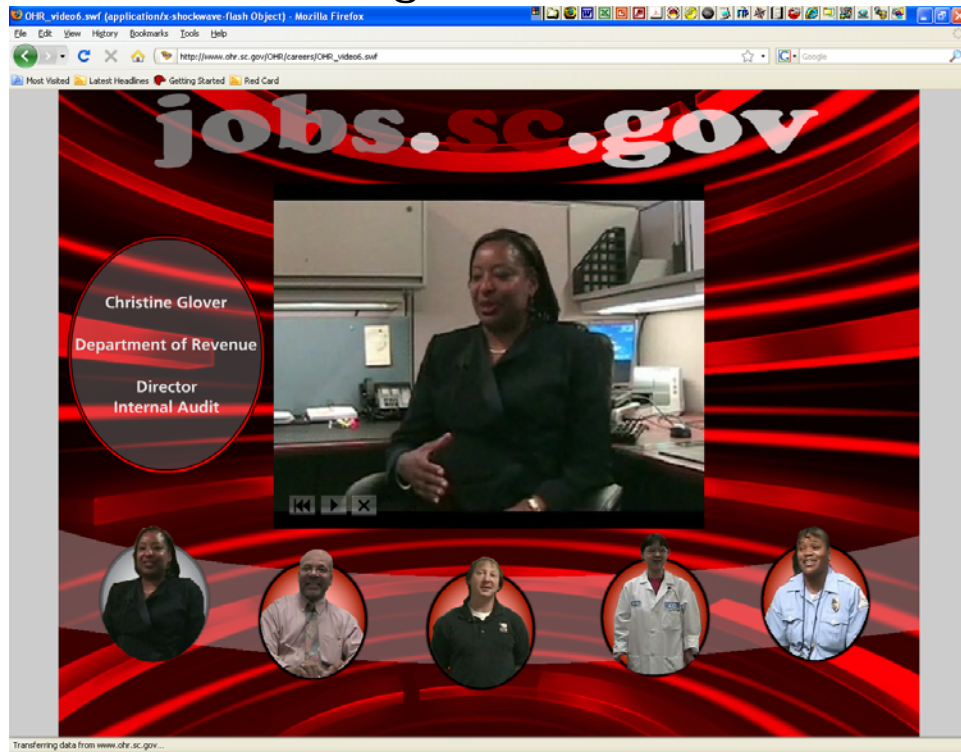 OHR_video6.swf (application/x-shockwave-flash Object) - Mozilla Firefox
File Edit View History Bookmarks Tools Help
http://www.ohr.sc.gov/OHR/careers/OHR_video6.swf
Google
Most Visited Latest Headlines Getting Started Red Card
jobs.sc.gov
Christine Glover
Department of Revenue
Director
Internal Audit
Transferring data from www.ohr.sc.gov...